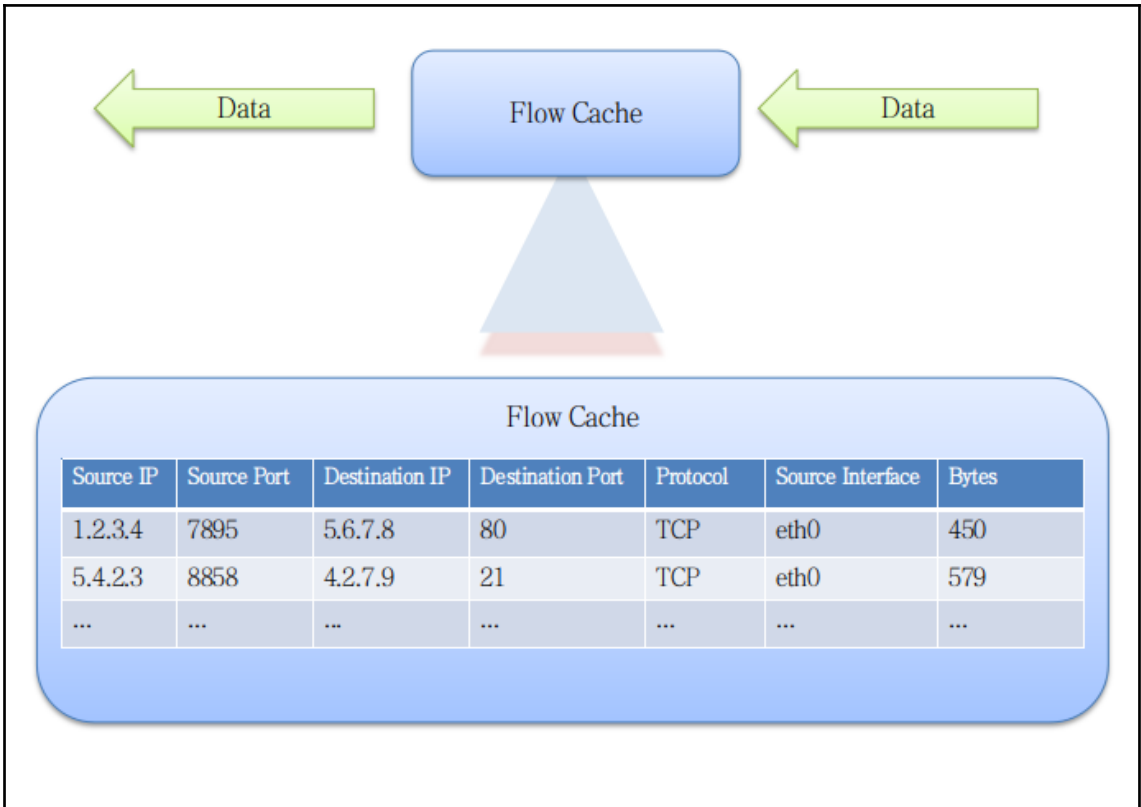 Data
Flow Cache
Data
Flow Cache
Source IP Source Port Destination IP Destination Port Protocol Source Interface Bytes
1.2.3.4 7895 5.6.7.8 80 TCP eth0 450
5.4.2.3 8858 4.2.7.9 21 TCP eth0 579
... ... ... ... ... ... ...